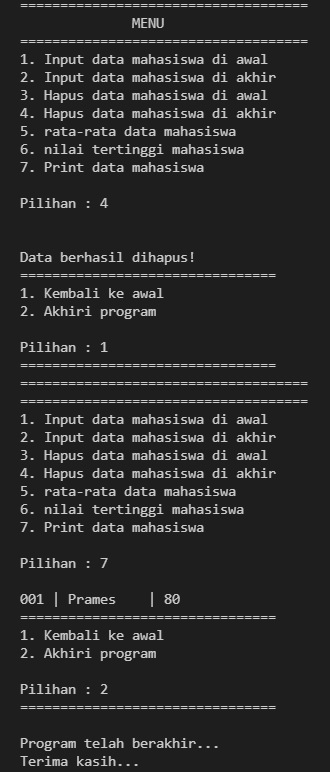 ====================================
MENU
====================================
1. Input data mahasiswa di awal
2. Input data mahasiswa di akhir
3. Hapus data mahasiswa di awal
4. Hapus data mahasiswa di akhir
5. rata-rata data mahasiswa
6. nilai tertinggi mahasiswa
7. Print data mahasiswa
Pilihan : 4
Data berhasil dihapus!
================================
1. Kembali ke awal
2. Akhiri program
Pilihan : 1
================================
====================================
====================================
1. Input data mahasiswa di awal
2. Input data mahasiswa di akhir
3. Hapus data mahasiswa di awal
4. Hapus data mahasiswa di akhir
5. rata-rata data mahasiswa
6. nilai tertinggi mahasiswa
7. Print data mahasiswa
Pilihan : 7
001 | Prames    | 80
================================
1. Kembali ke awal
2. Akhiri program
Pilihan : 2
================================
Program telah berakhir...
Terima kasih...